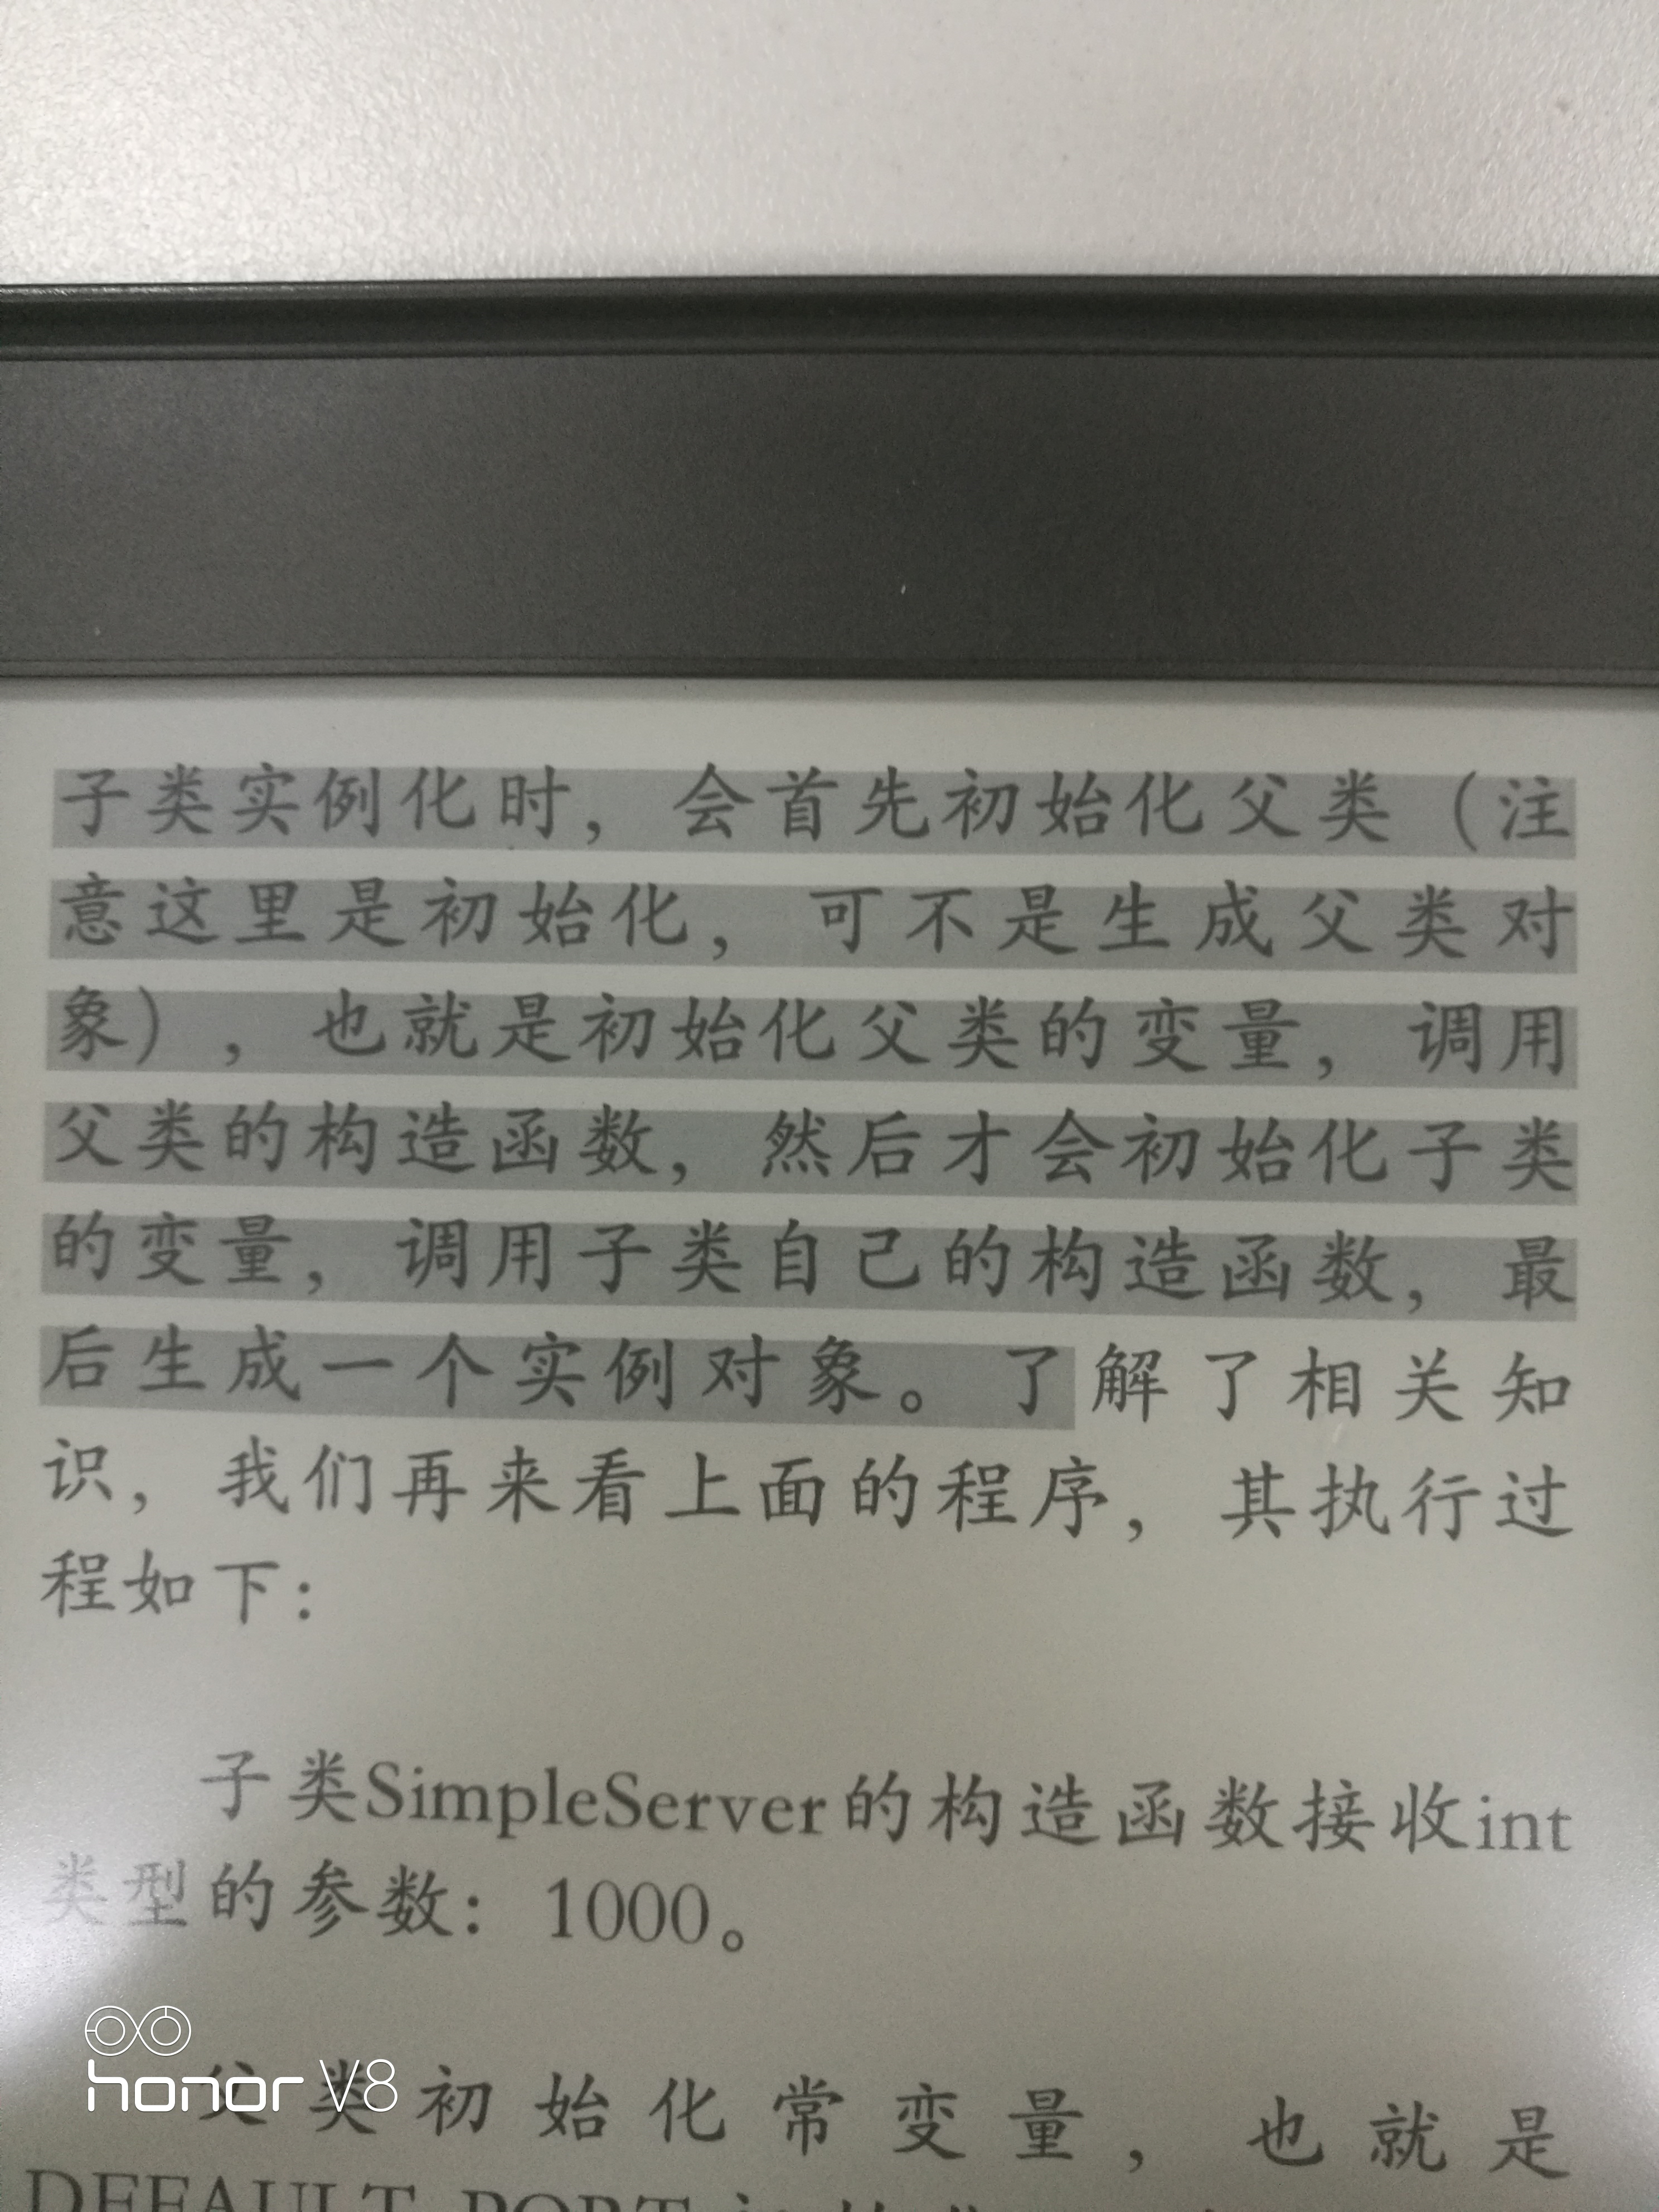 子类实例化时，会首先初始化父类（注
意这里是初始化，可不是生成父类对
象），也就是初始化父类的变量，调用
父类的构造函数，然后才会初始化子类
的变量，调用子类自己的构造函数，最
后生成一个实例对象。了解了相关知
识，我们再来看上面的程序，其执行过
程如下：
子类SimpleServer的构造函数接收int
类型的参数：1000。
父类初始化常变量，也就是
DEFAULT_PORT
honor V8